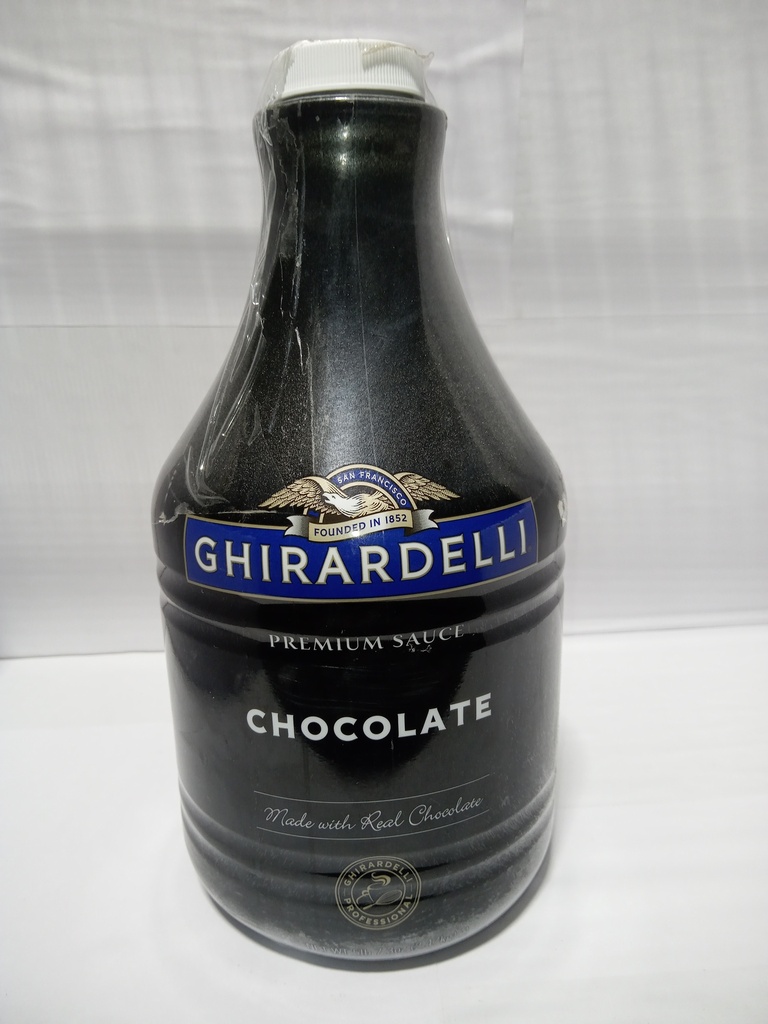 SAN FRANCISCO
FOUNDED IN 1852
GHIRARDELLI
PREMIUM SAUCE
CHOCOLATE
Made with Real Chocolate
GHIRARDELLI
PROFESSIONAL